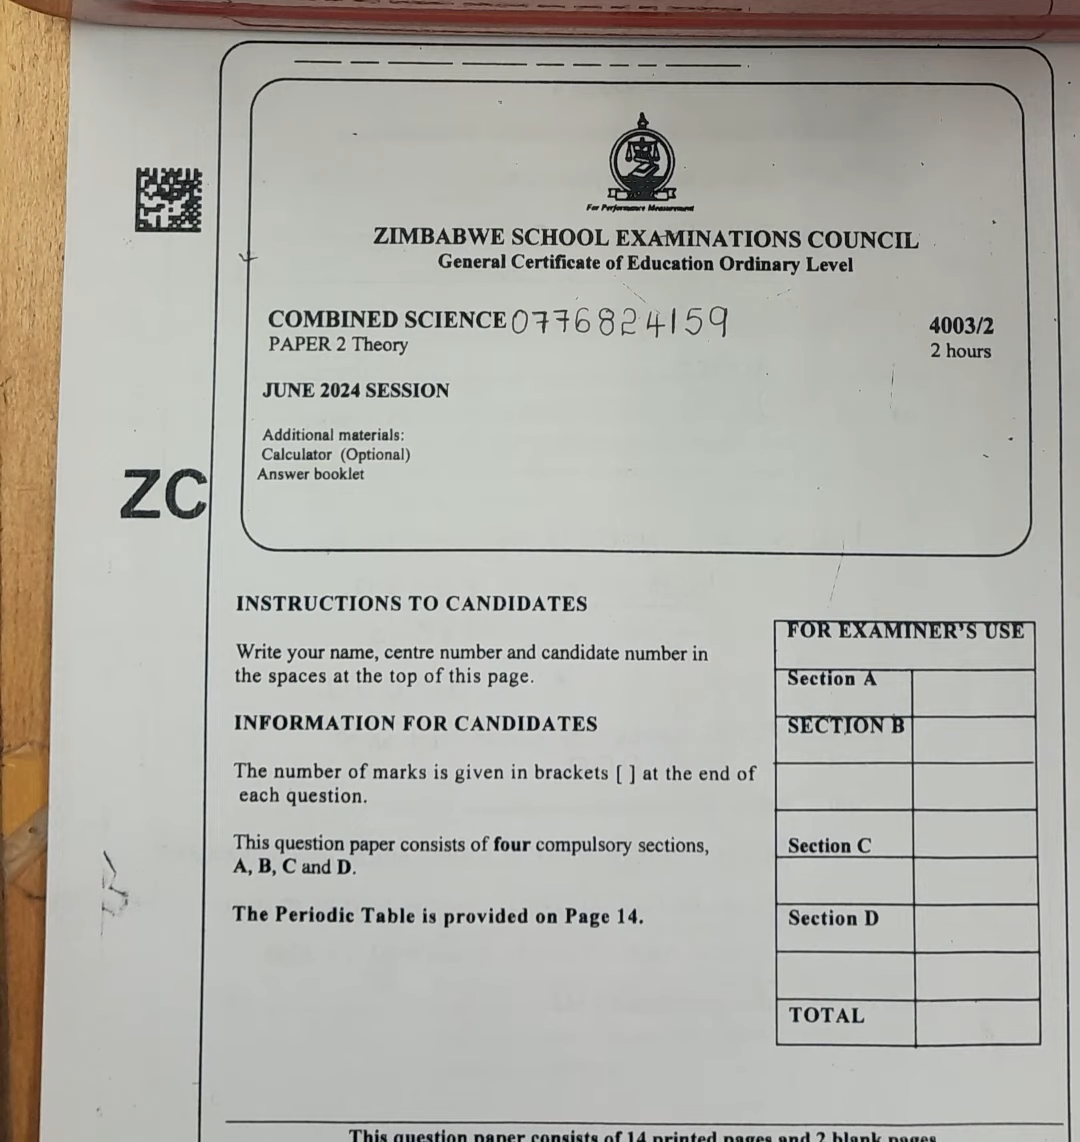 For Performance Measurement
ZIMBABWE SCHOOL EXAMINATIONS COUNCIL
General Certificate of Education Ordinary Level
COMBINED SCIENCE 0776824159 4003/2
PAPER 2 Theory 2 hours
JUNE 2024 SESSION
Additional materials:
Calculator (Optional)
Answer booklet
ZC
INSTRUCTIONS TO CANDIDATES
Write your name, centre number and candidate number in
the spaces at the top of this page.
INFORMATION FOR CANDIDATES
The number of marks is given in brackets [ ] at the end of
each question.
This question paper consists of four compulsory sections,
A, B, C and D.
The Periodic Table is provided on Page 14.
FOR EXAMINER'S USE
Section A
SECTION B
Section C
Section D
TOTAL
This question paper consists of 14 printed pages and 2 blank pages